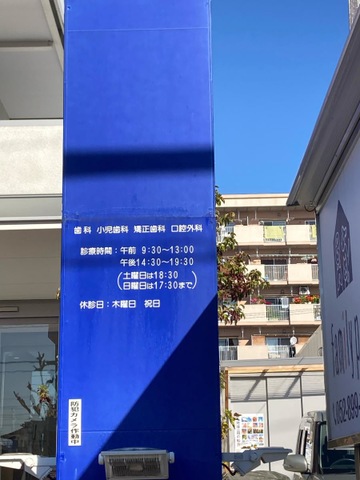 歯科 小児歯科 矯正歯科 口腔外科
診療時間：午前 9:30〜13:00
午後14:30〜19:30
(土曜日は18:30
日曜日は17:30まで)
休診日：木曜日 祝日
防犯カメラ作動中
family